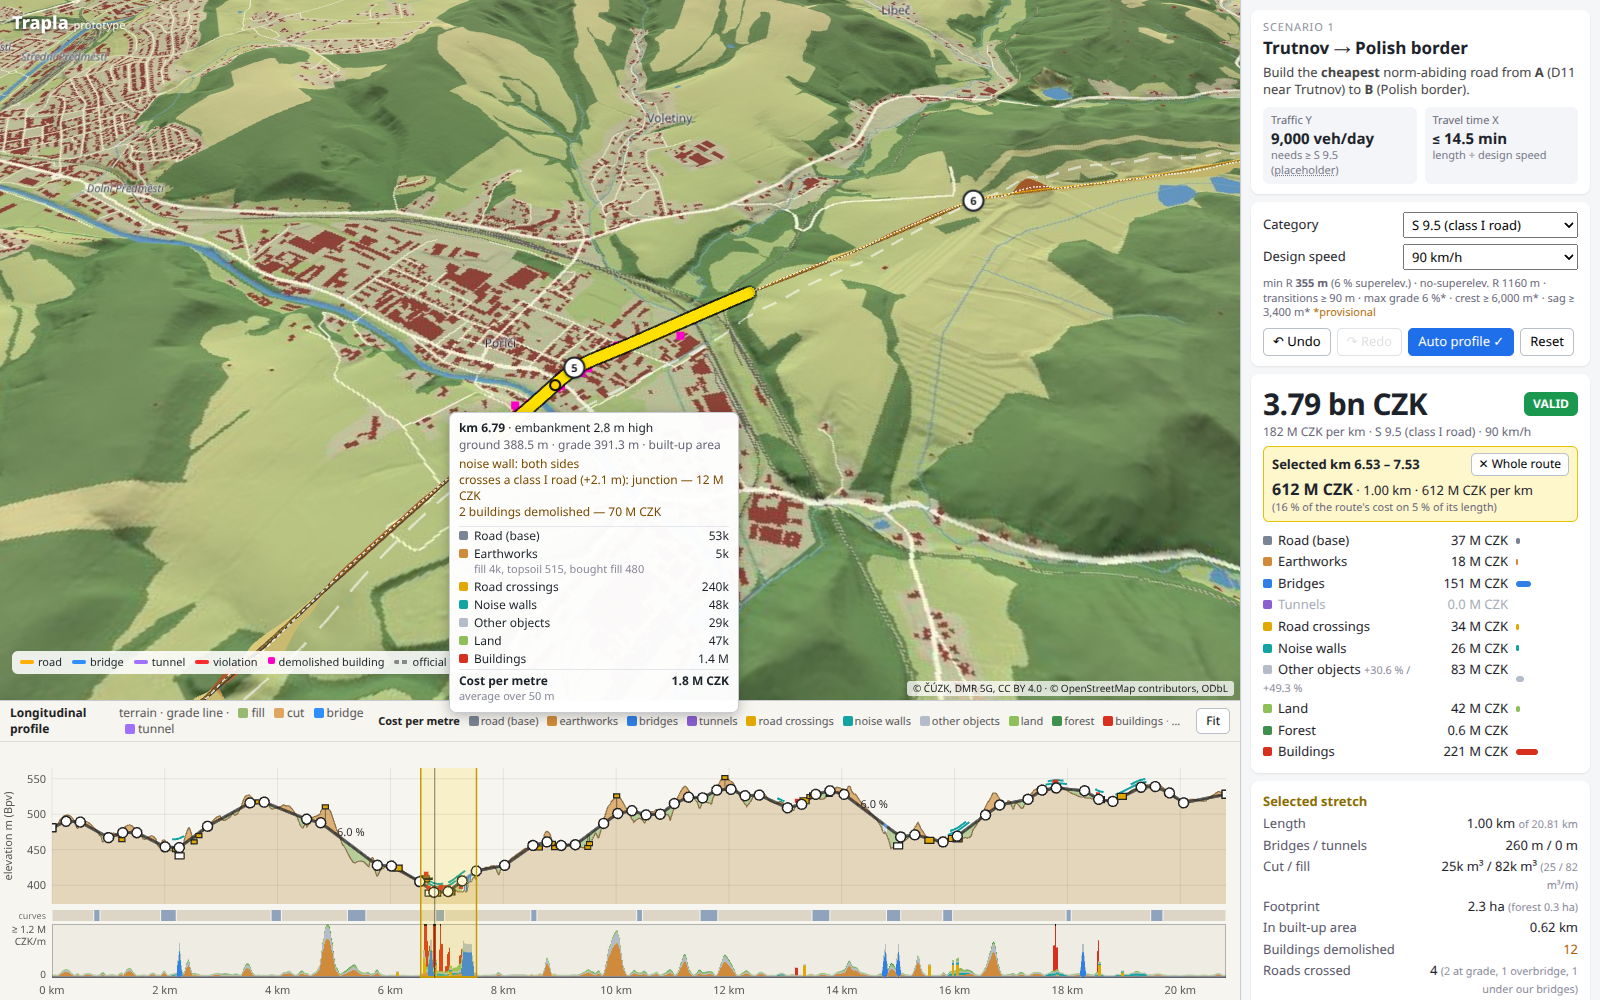 Trapla prototype
Střední Předměstí
Libeč
Voletiny
Dolní Předměstí
6
5
Poříčí
km 6.79 · embankment 2.8 m high
ground 388.5 m · grade 391.3 m · built-up area
noise wall: both sides
crosses a class I road (+2.1 m): junction — 12 M
CZK
2 buildings demolished — 70 M CZK
Road (base) 53k
Earthworks 5k
fill 4k, topsoil 515, bought fill 480
Road crossings 240k
Noise walls 48k
Other objects 29k
Land 47k
Buildings 1.4 M
Cost per metre 1.8 M CZK
average over 50 m
road bridge tunnel violation demolished building official
© ČÚZK, DMR 5G, CC BY 4.0 · © OpenStreetMap contributors, ODbL
SCENARIO 1
Trutnov → Polish border
Build the cheapest norm-abiding road from A (D11
near Trutnov) to B (Polish border).
Traffic Y
9,000 veh/day
needs ≥ S 9.5
(placeholder)
Travel time X
≤ 14.5 min
length ÷ design speed
Category S 9.5 (class I road)
Design speed 90 km/h
min R 355 m (6 % superelev.) · no-superelev. R 1160 m ·
transitions ≥ 90 m · max grade 6 %* · crest ≥ 6,000 m* · sag ≥
3,400 m* *provisional
↶ Undo ↷ Redo Auto profile ✓ Reset
3.79 bn CZK VALID
182 M CZK per km · S 9.5 (class I road) · 90 km/h
Selected km 6.53 – 7.53 ✕ Whole route
612 M CZK · 1.00 km · 612 M CZK per km
(16 % of the route's cost on 5 % of its length)
Road (base) 37 M CZK
Earthworks 18 M CZK
Bridges 151 M CZK
Tunnels 0.0 M CZK
Road crossings 34 M CZK
Noise walls 26 M CZK
Other objects +30.6 % / 83 M CZK
+49.3 %
Land 42 M CZK
Forest 0.6 M CZK
Buildings 221 M CZK
Selected stretch
Length 1.00 km of 20.81 km
Bridges / tunnels 260 m / 0 m
Cut / fill 25k m³ / 82k m³ (25 / 82
m³/m)
Footprint 2.3 ha (forest 0.3 ha)
In built-up area 0.62 km
Buildings demolished 12
Roads crossed 4 (2 at grade, 1 overbridge, 1
under our bridges)
Longitudinal
profile
terrain · grade line · fill cut bridge
tunnel
Cost per metre road (base) earthworks bridges tunnels road crossings noise walls other objects land forest buildings · ...
Fit
elevation m (Bpv)
550
500
450
400
6.0 %
6.0 %
curves
≥ 1.2 M
CZK/m
0
0 km 2 km 4 km 6 km 8 km 10 km 12 km 14 km 16 km 18 km 20 km